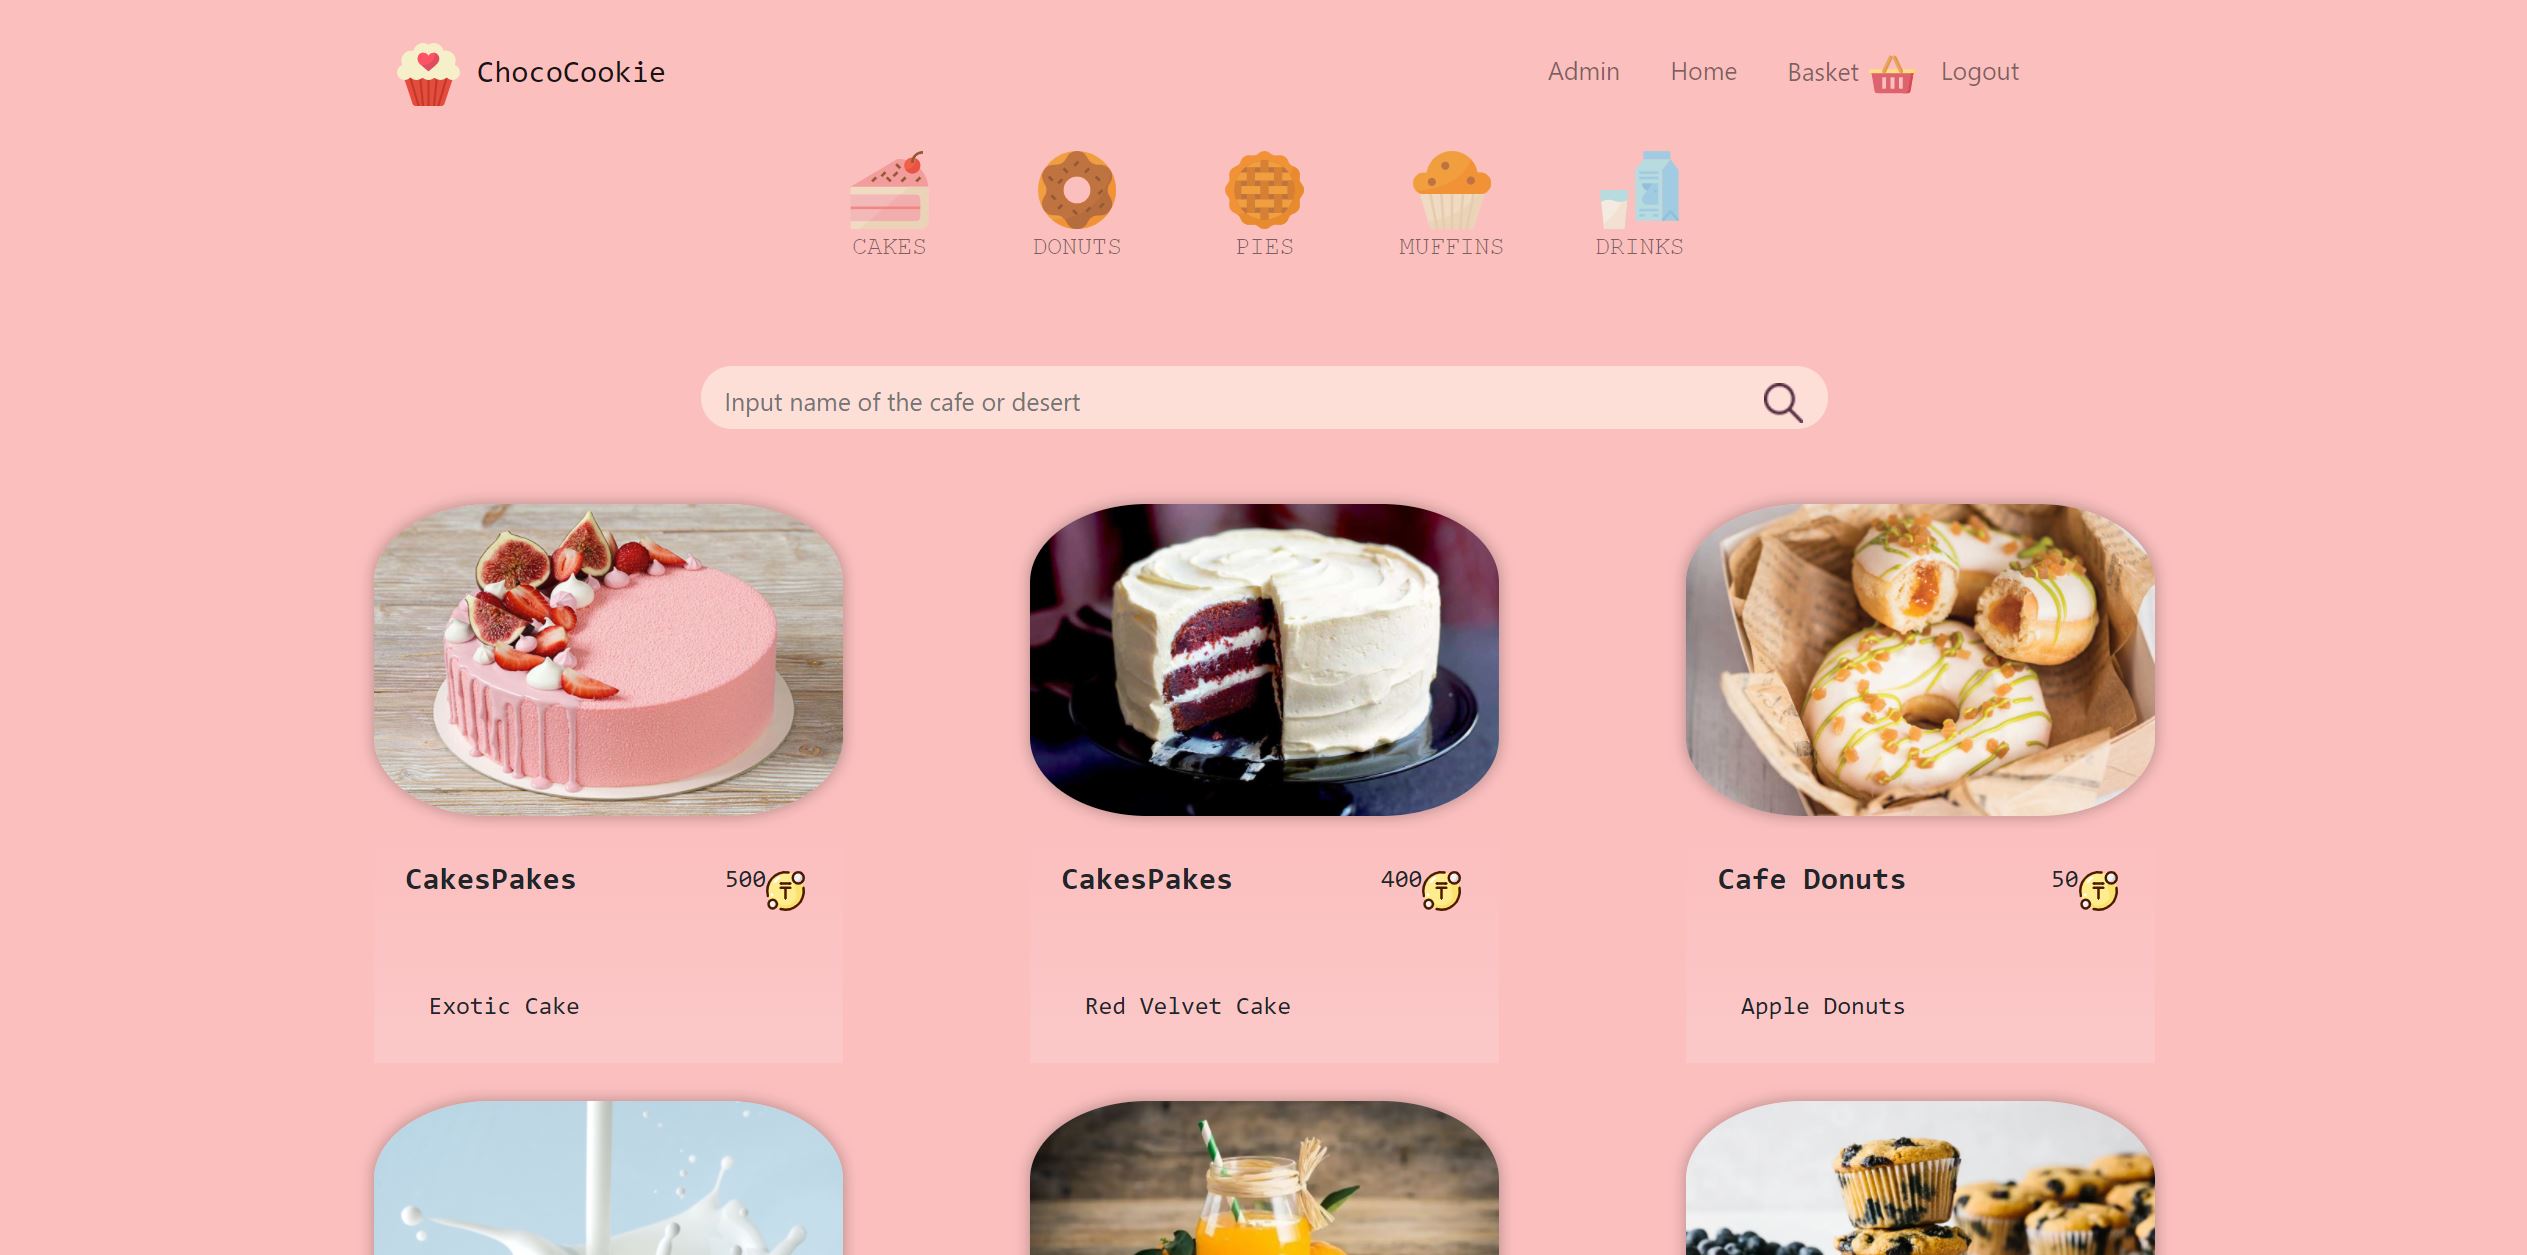 ChocoCookie
Admin Home Basket Logout
CAKES DONUTS PIES MUFFINS DRINKS
Input name of the cafe or desert
CakesPakes 500₸
Exotic Cake
CakesPakes 400₸
Red Velvet Cake
Cafe Donuts 50₸
Apple Donuts